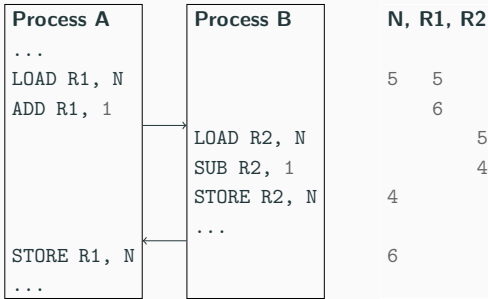 Process A Process B N, R1, R2
...
LOAD R1, N 5 5
ADD R1, 1 6
LOAD R2, N 5
SUB R2, 1 4
STORE R2, N 4
...
STORE R1, N 6
...